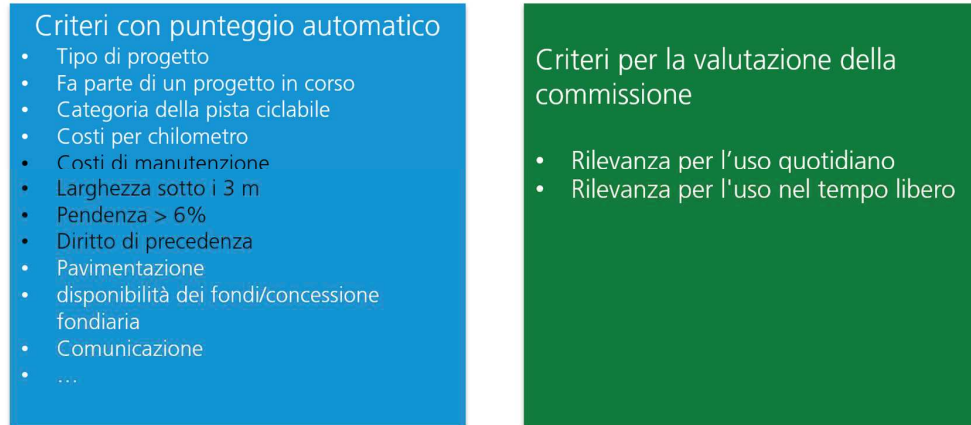 Criteri con punteggio automatico
• Tipo di progetto
• Fa parte di un progetto in corso
• Categoria della pista ciclabile
• Costi per chilometro
• Costi di manutenzione
• Larghezza sotto i 3 m
• Pendenza > 6%
• Diritto di precedenza
• Pavimentazione
• disponibilità dei fondi/concessione
fondiaria
• Comunicazione
• …
Criteri per la valutazione della
commissione
• Rilevanza per l’uso quotidiano
• Rilevanza per l'uso nel tempo libero